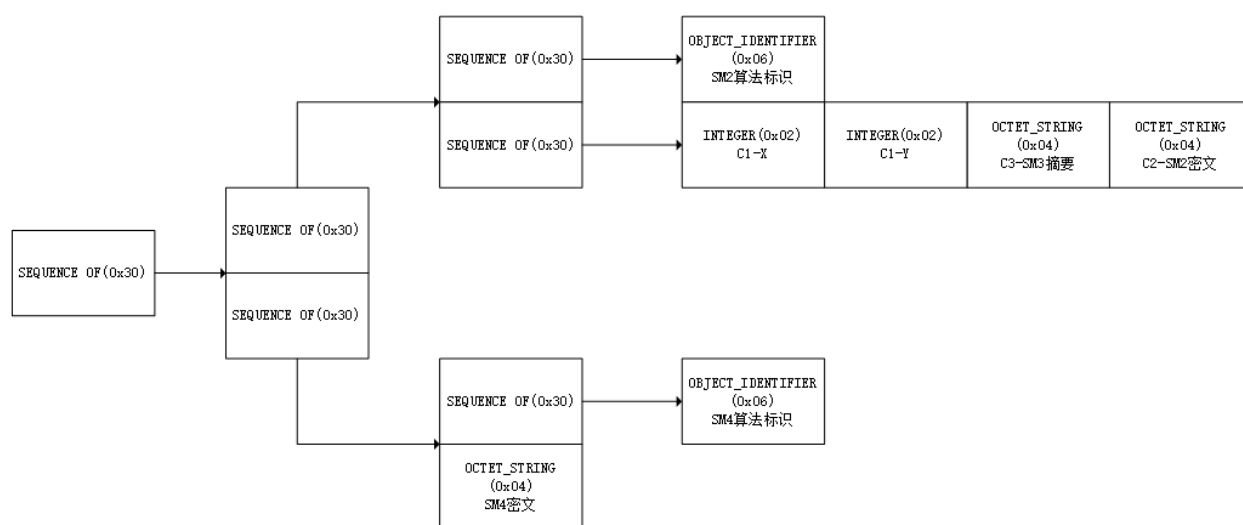 SEQUENCE OF(0x30)
OBJECT_IDENTIFIER
(0x06)
SM2算法标识
SEQUENCE OF(0x30)
INTEGER(0x02)
C1-X
INTEGER(0x02)
C1-Y
OCTET_STRING
(0x04)
C3-SM3摘要
OCTET_STRING
(0x04)
C2-SM2密文
SEQUENCE OF(0x30)
SEQUENCE OF(0x30)
SEQUENCE OF(0x30)
SEQUENCE OF(0x30)
OBJECT_IDENTIFIER
(0x06)
SM4算法标识
OCTET_STRING
(0x04)
SM4密文